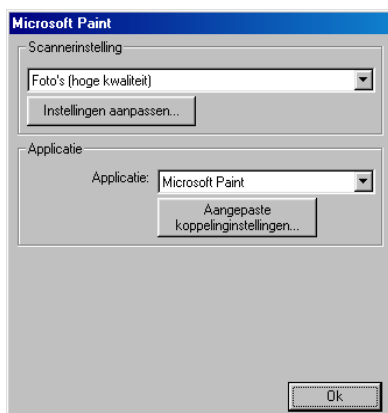 Microsoft Paint
Scannerinstelling
Foto's (hoge kwaliteit)
Instellingen aanpassen...
Applicatie
Applicatie: Microsoft Paint
Aangepaste
koppelinginstellingen...
Ok